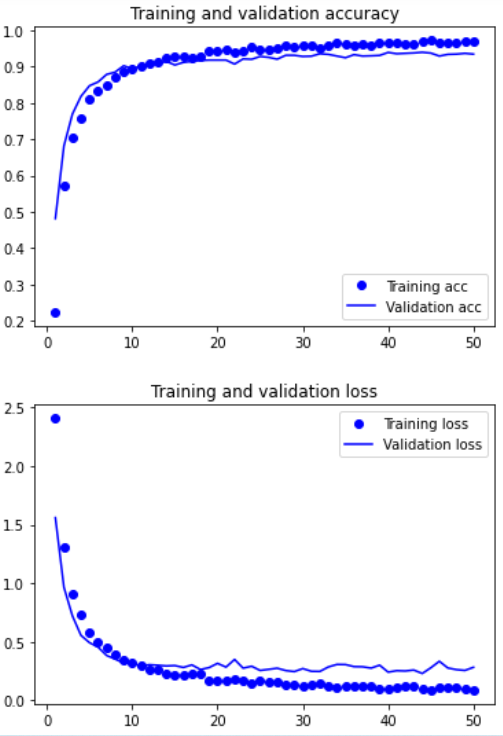 Training and validation accuracy
1.0
0.9
0.8
0.7
0.6
0.5
0.4
0.3
0.2
Training acc
Validation acc
0 10 20 30 40 50
Training and validation loss
2.5
2.0
1.5
1.0
0.5
0.0
Training loss
Validation loss
0 10 20 30 40 50